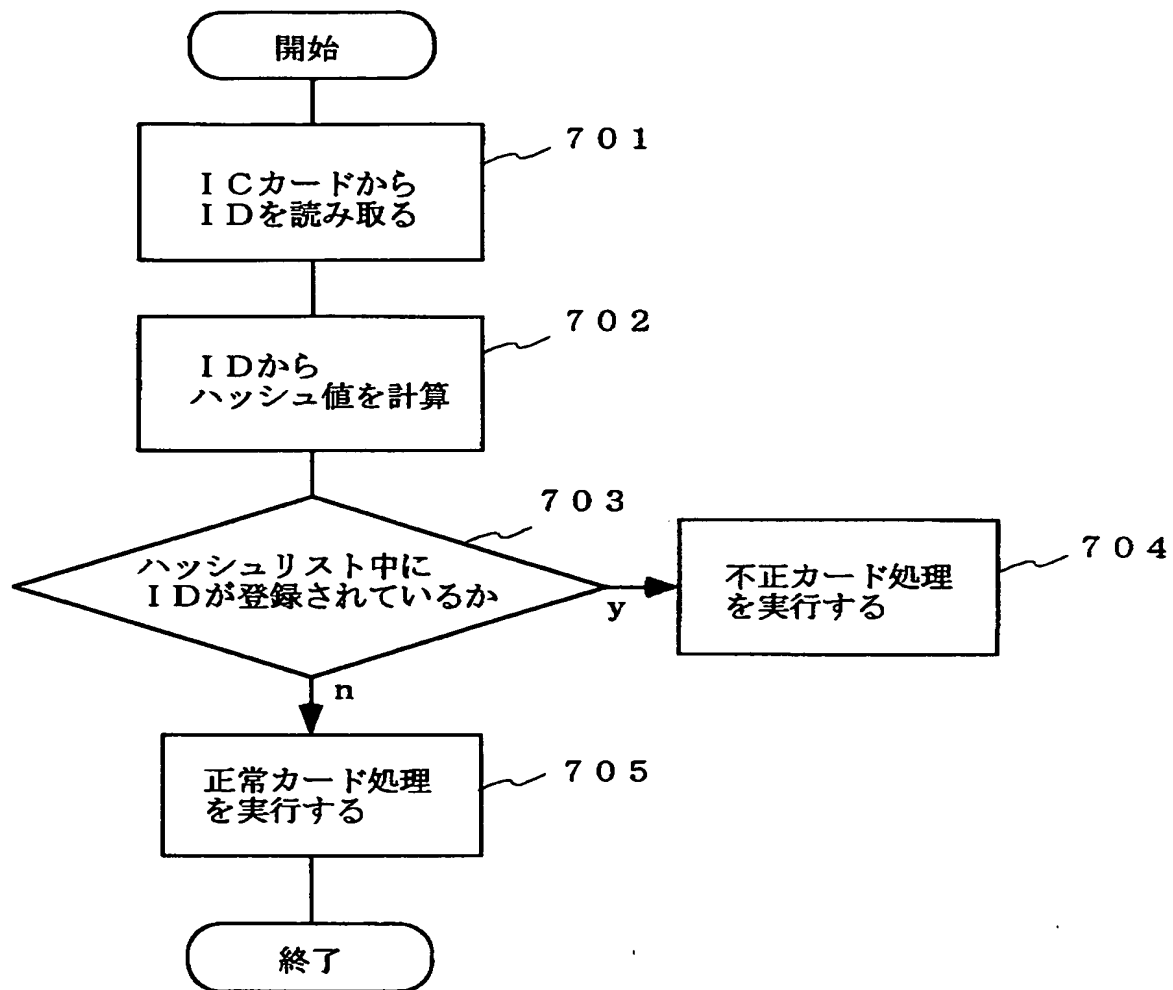 開始
701
ICカードから
IDを読み取る
702
IDから
ハッシュ値を計算
703
ハッシュリスト中に
IDが登録されているか
y
704
不正カード処理
を実行する
n
705
正常カード処理
を実行する
終了